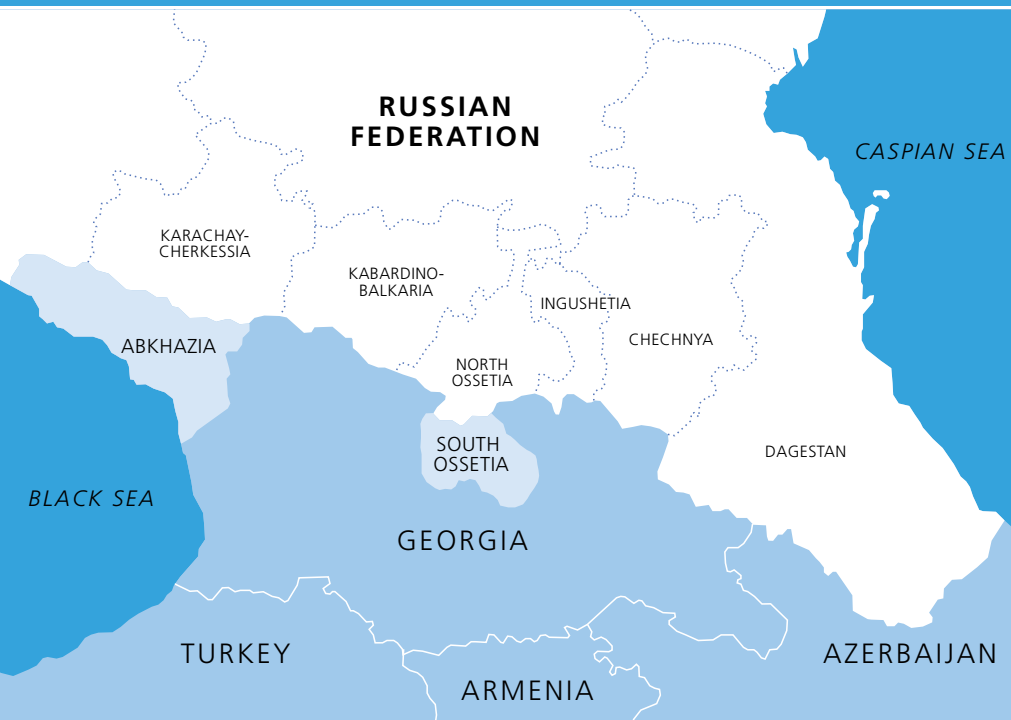 RUSSIAN
FEDERATION
CASPIAN SEA
KARACHAY-
CHERKESSIA
KABARDINO-
BALKARIA
INGUSHETIA
CHECHNYA
ABKHAZIA
NORTH
OSSETIA
SOUTH
OSSETIA
DAGESTAN
BLACK SEA
GEORGIA
TURKEY
AZERBAIJAN
ARMENIA